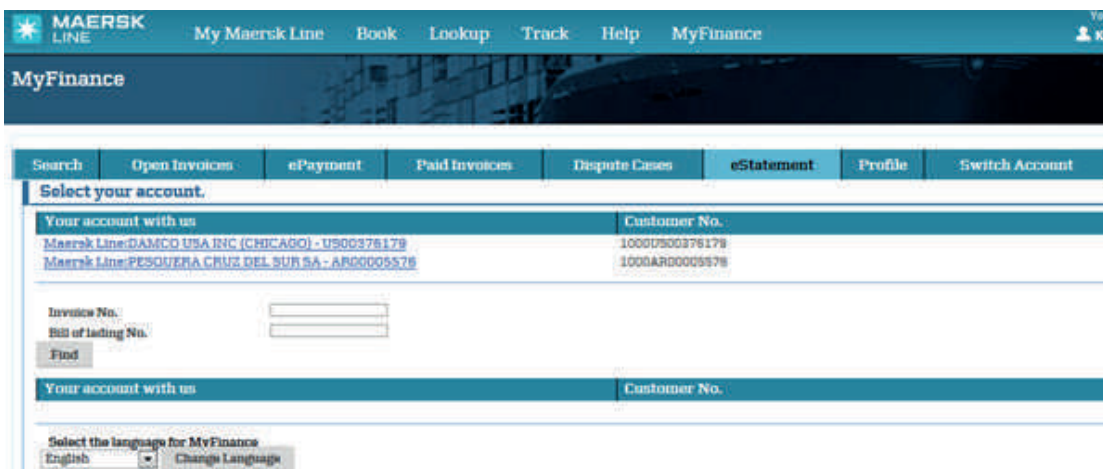 MAERSK
LINE
My Maersk Line Book Lookup Track Help MyFinance
MyFinance
Search Open Invoices ePayment Paid Invoices Dispute Cases eStatement Profile Switch Account
Select your account.
Your account with us Customer No.
Maersk Line:DAMCO USA INC (CHICAGO) - US00376179 1000US00376179
Maersk Line:PESQUERA CRUZ DEL SUR SA - AR00005576 1000AR00005576
Invoice No.
Bill of lading No.
Find
Your account with us Customer No.
Select the language for MyFinance
English Change Language